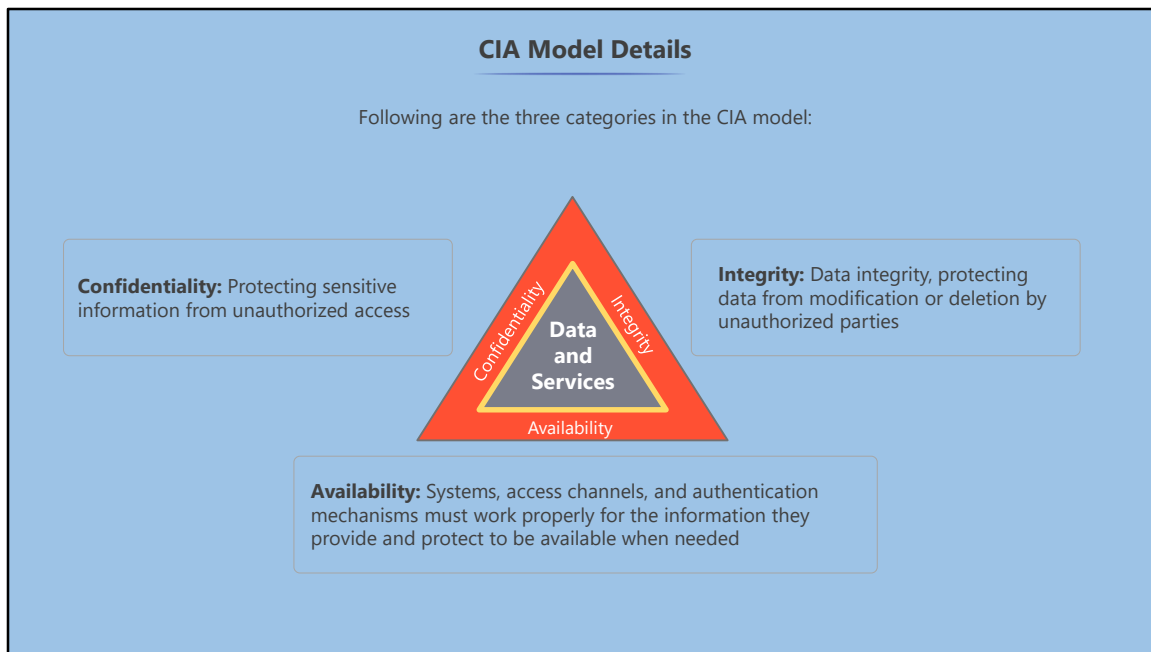 CIA Model Details
Following are the three categories in the CIA model:
Confidentiality: Protecting sensitive
information from unauthorized access
Confidentiality
Integrity
Data
and
Services
Availability
Integrity: Data integrity, protecting
data from modification or deletion by
unauthorized parties
Availability: Systems, access channels, and authentication
mechanisms must work properly for the information they
provide and protect to be available when needed